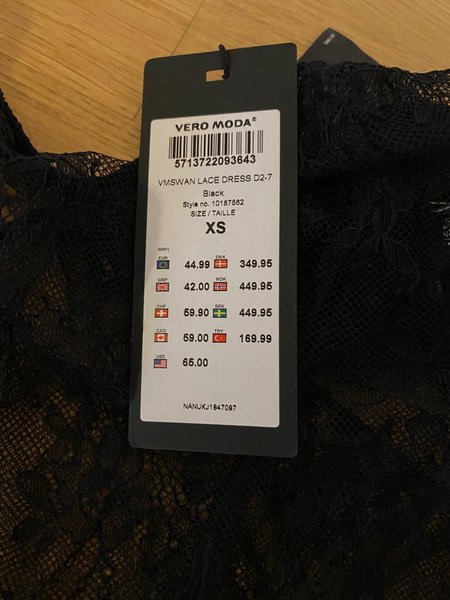 VERO MODA®
5713722093643
VMSWAN LACE DRESS D2-7
Black
Style no. 10187562
SIZE / TAILLE
XS
RRP:
EUR 44.99 DKK 349.95
GBP 42.00 NOK 449.95
CHF 59.90 SEK 449.95
CAD 59.00 TRY 169.99
USD 65.00
NANUKJ1847097